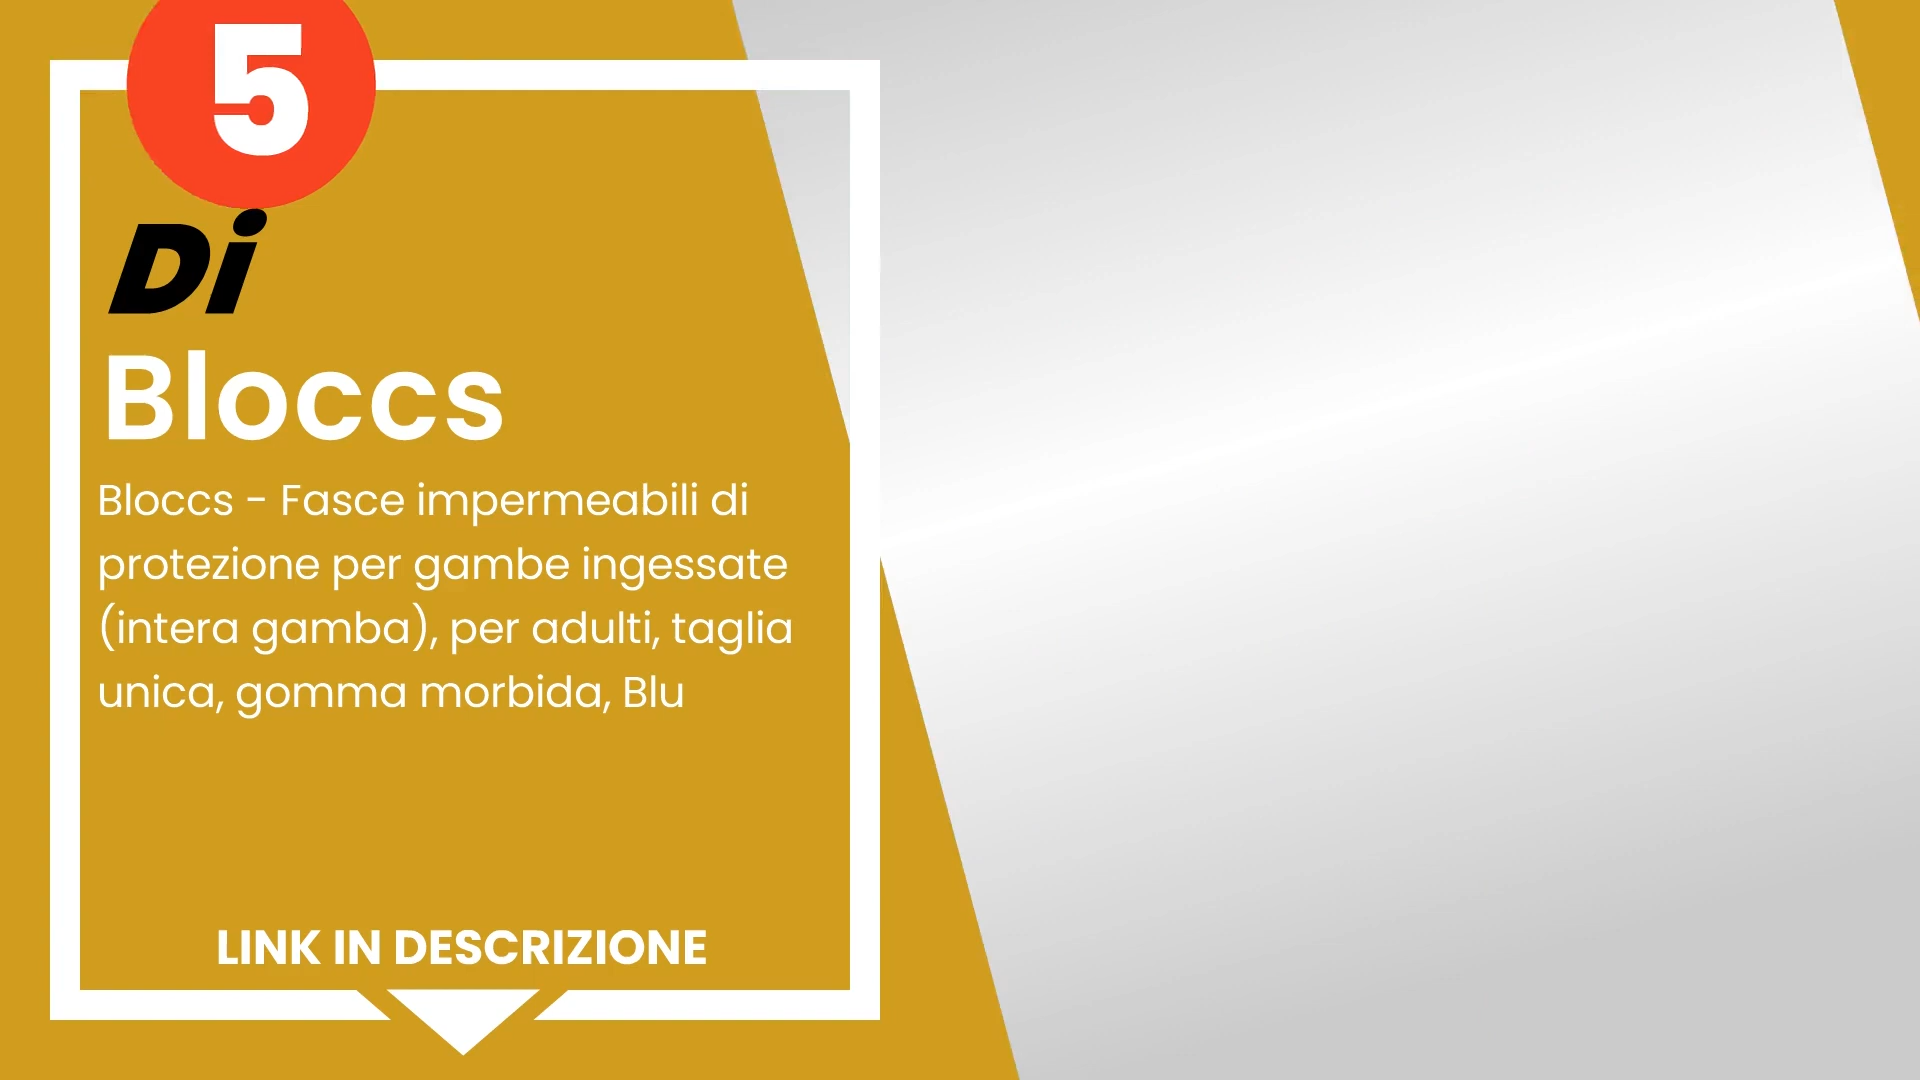 5
Di
Bloccs
Bloccs - Fasce impermeabili di
protezione per gambe ingessate
(intera gamba), per adulti, taglia
unica, gomma morbida, Blu
LINK IN DESCRIZIONE